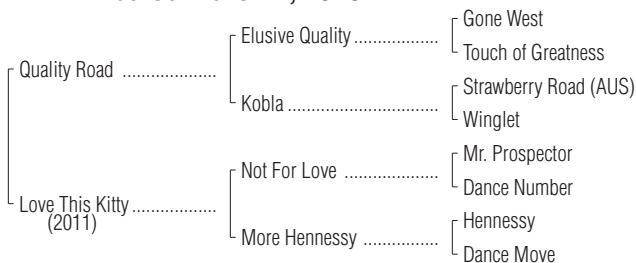 Gone West
Elusive Quality ..................
Touch of Greatness
Quality Road ....................
Strawberry Road (AUS)
Kobla ................................
Winglet
Mr. Prospector
Not For Love ....................
Dance Number
Love This Kitty ..................
(2011)
Hennessy
More Hennessy ................
Dance Move